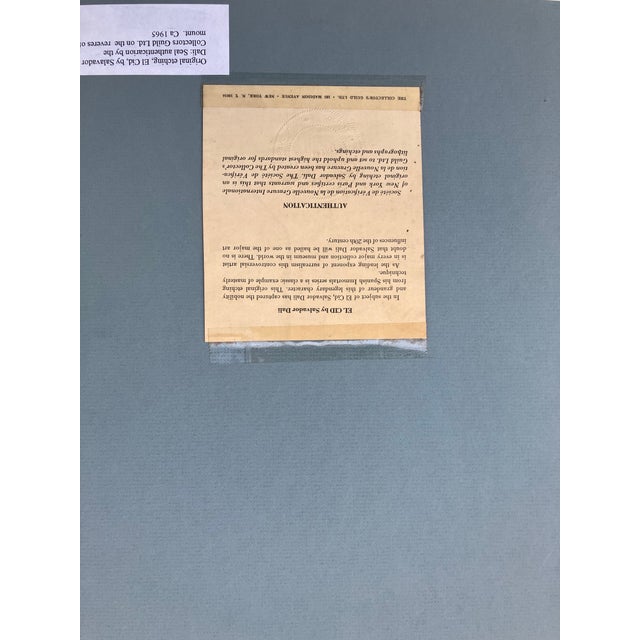 EL CID by Salvador Dali
In the subject of El Cid, Salvador Dali has captured the nobility
and grandeur of this legendary character. This original etching
from his Spanish Immortals series is a classic example of masterly
technique.
As the leading exponent of surrealism this controversial artist
is in every major collection and museum in the world. There is no
doubt that Salvador Dali will be hailed as one of the major art
influences of the 20th century.
AUTHENTICATION
Société de Vérification de la Nouvelle Gravure Internationale
of New York and Paris certifies and warrants that this is an
original etching by Salvador Dali. The Société de Vérifica-
tion de la Nouvelle Gravure has been created by The Collector's
Guild Ltd. to set and uphold the highest standards for original
lithographs and etchings.
THE COLLECTOR'S GUILD LTD. • 185 MADISON AVENUE • NEW YORK, N. Y. 10016
Original etching, El Cid, by Salavador
Dali: Seal authenticarion by the
Collectors Guild Ltd. on the reveres of
mount. Ca 1965